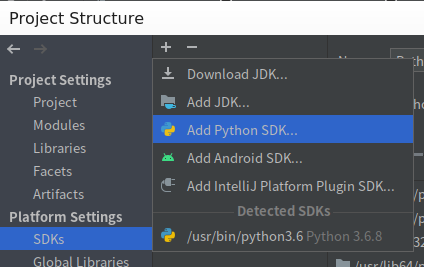 Project Structure
Project Settings
Project
Modules
Libraries
Facets
Artifacts
Platform Settings
SDKs
Global Libraries
Download JDK...
Add JDK...
Add Python SDK...
Add Android SDK...
Add IntelliJ Platform Plugin SDK...
Detected SDKs
/usr/bin/python3.6 Python 3.6.8
/usr/lib64/p